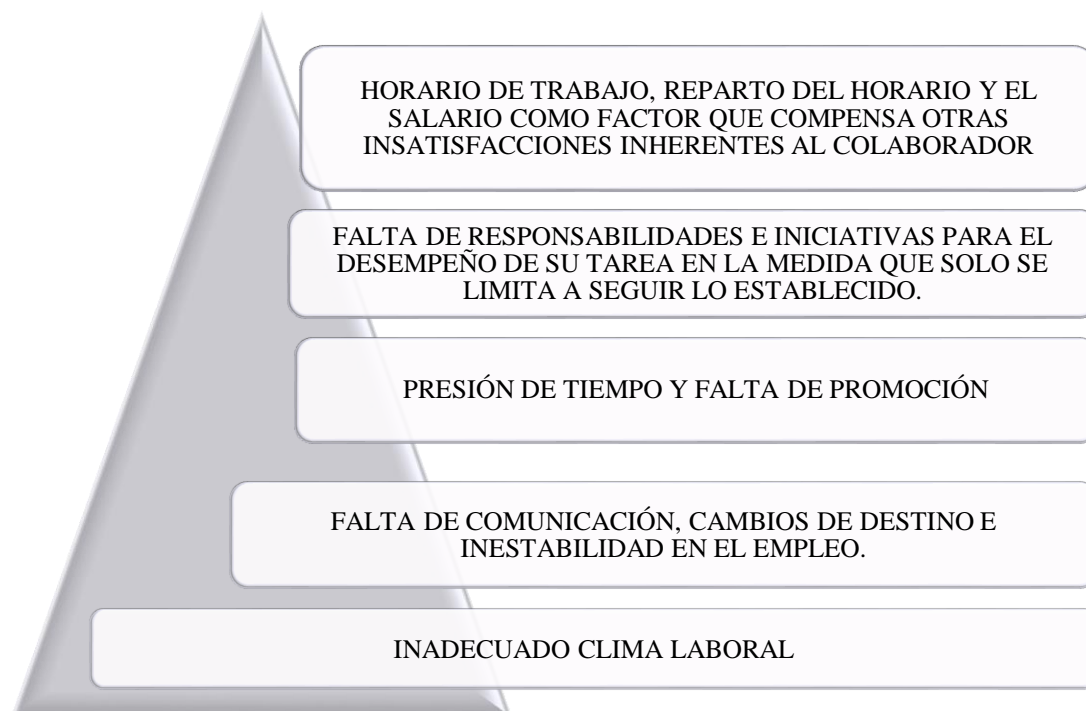 HORARIO DE TRABAJO, REPARTO DEL HORARIO Y EL
SALARIO COMO FACTOR QUE COMPENSA OTRAS
INSATISFACCIONES INHERENTES AL COLABORADOR
FALTA DE RESPONSABILIDADES E INICIATIVAS PARA EL
DESEMPEÑO DE SU TAREA EN LA MEDIDA QUE SOLO SE
LIMITA A SEGUIR LO ESTABLECIDO.
PRESIÓN DE TIEMPO Y FALTA DE PROMOCIÓN
FALTA DE COMUNICACIÓN, CAMBIOS DE DESTINO E
INESTABILIDAD EN EL EMPLEO.
INADECUADO CLIMA LABORAL